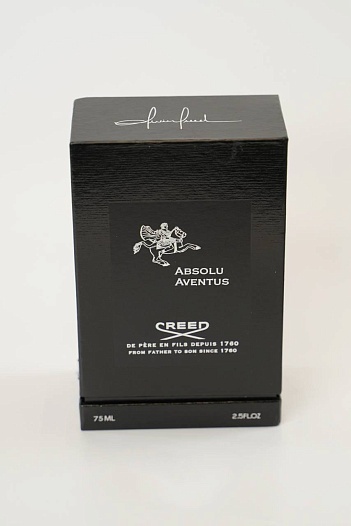 ABSOLU
AVENTUS
CREED
DE PÈRE EN FILS DEPUIS 1760
FROM FATHER TO SON SINCE 1760
75 ML 2.5FLOZ